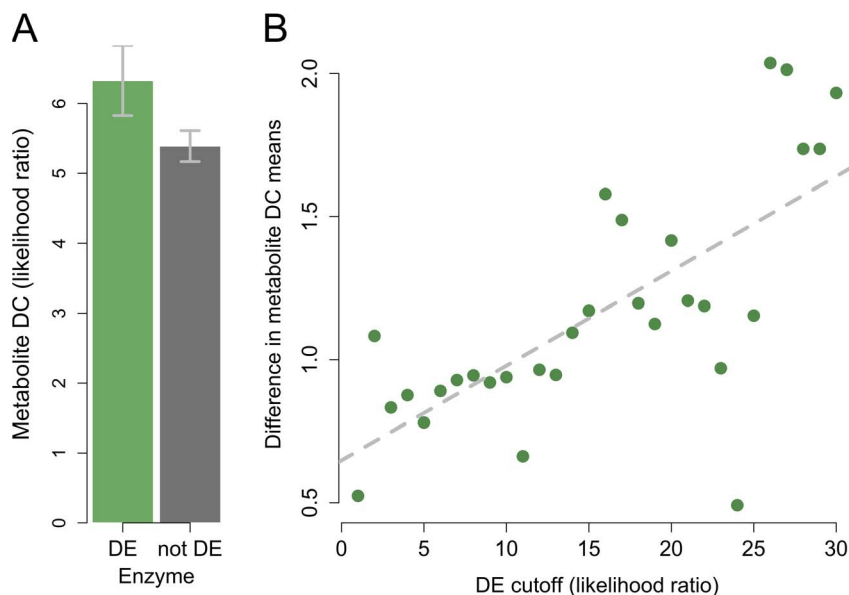 A
Metabolite DC (likelihood ratio)
6
5
4
3
2
1
0
DE not DE
Enzyme
B
Difference in metabolite DC means
2.0
1.5
1.0
0.5
0 5 10 15 20 25 30
DE cutoff (likelihood ratio)